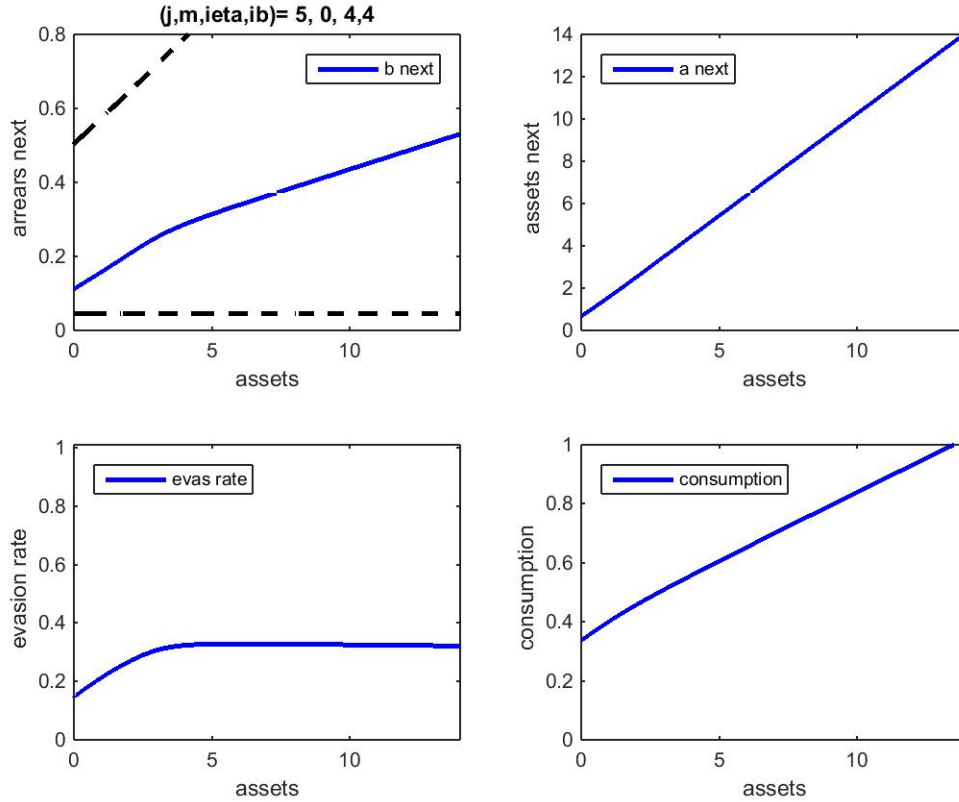 (j,m,ieta,ib)= 5, 0, 4,4
0.8
0.6
0.4
0.2
0
arrears next
b next
0 5 10
assets
14
12
10
8
6
4
2
0
assets next
a next
0 5 10
assets
1
0.8
0.6
0.4
0.2
0
evasion rate
evas rate
0 5 10
assets
1
0.8
0.6
0.4
0.2
0
consumption
consumption
0 5 10
assets